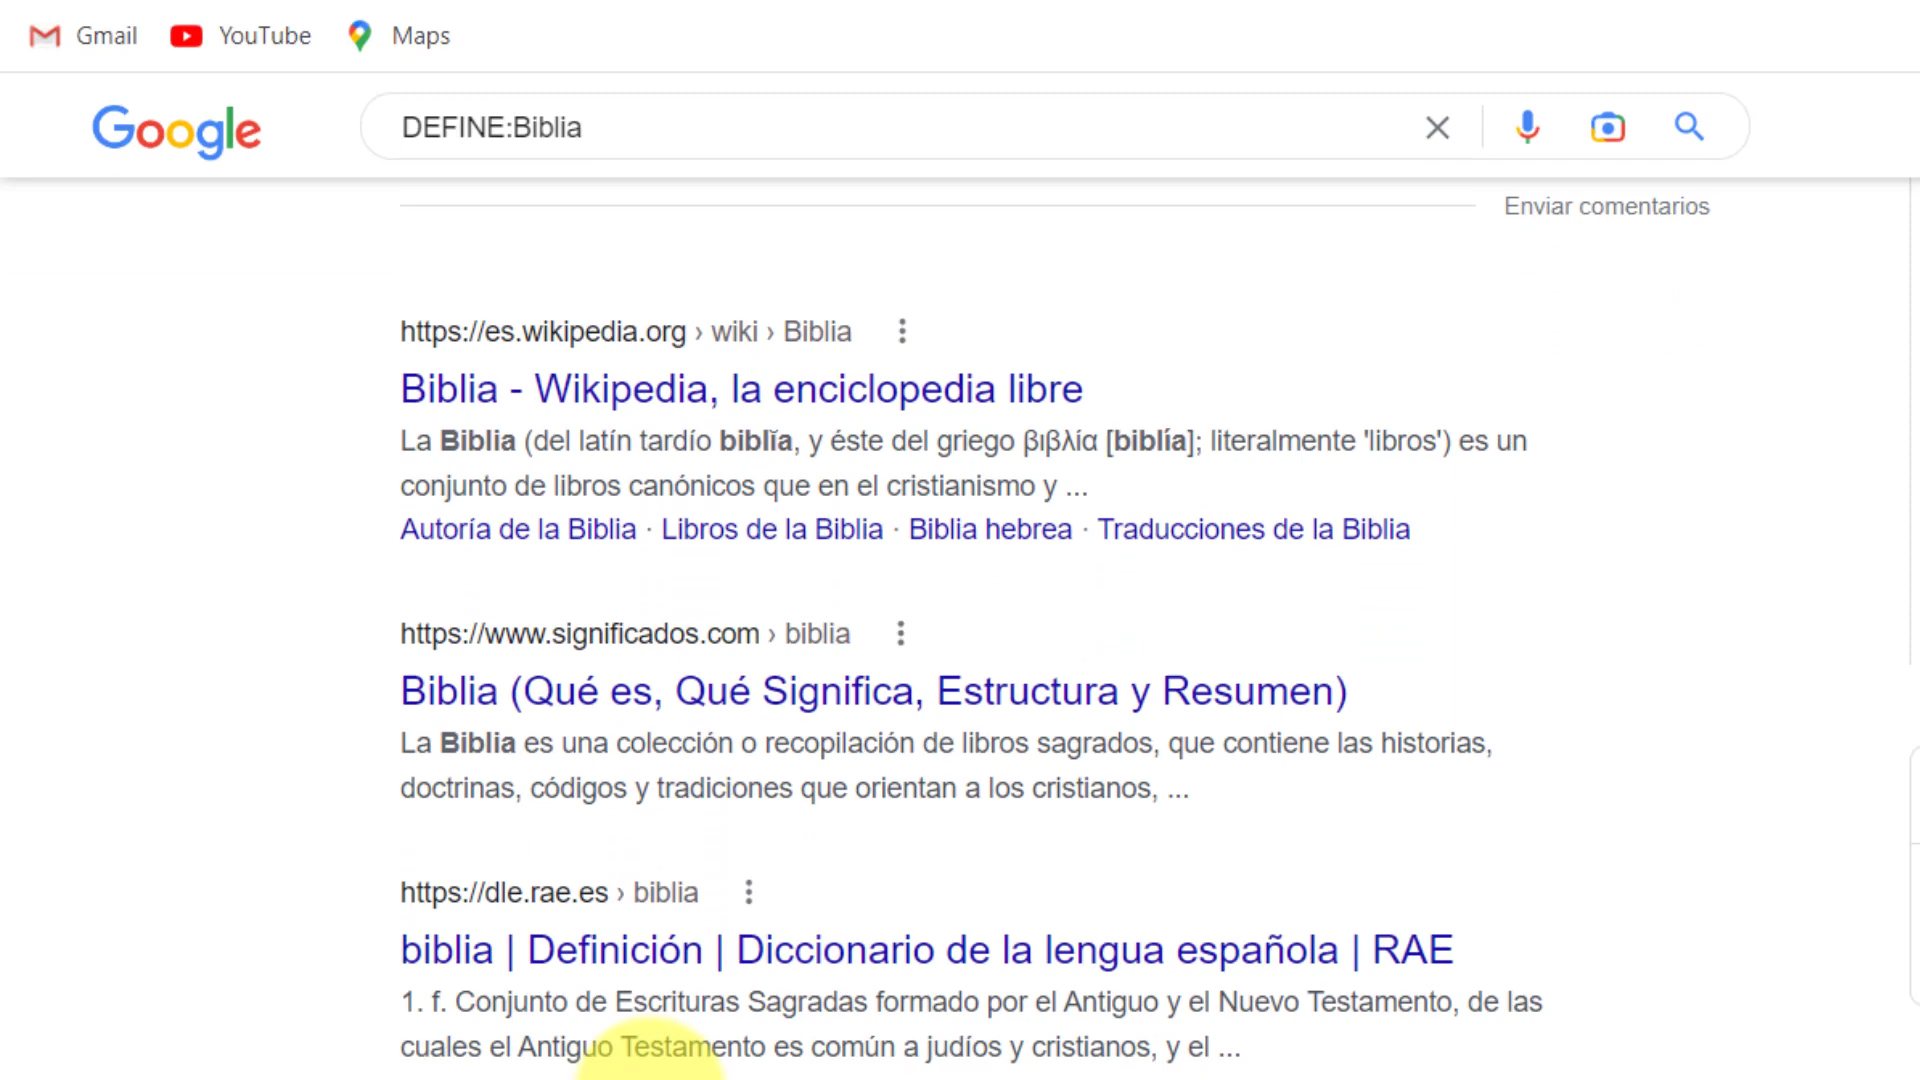 Gmail YouTube Maps
Google DEFINE:Biblia
Enviar comentarios
https://es.wikipedia.org › wiki › Biblia
Biblia - Wikipedia, la enciclopedia libre
La Biblia (del latín tardío biblĭa, y éste del griego βιβλία [biblía]; literalmente 'libros') es un
conjunto de libros canónicos que en el cristianismo y ...
Autoría de la Biblia · Libros de la Biblia · Biblia hebrea · Traducciones de la Biblia
https://www.significados.com › biblia
Biblia (Qué es, Qué Significa, Estructura y Resumen)
La Biblia es una colección o recopilación de libros sagrados, que contiene las historias,
doctrinas, códigos y tradiciones que orientan a los cristianos, ...
https://dle.rae.es › biblia
biblia | Definición | Diccionario de la lengua española | RAE
1. f. Conjunto de Escrituras Sagradas formado por el Antiguo y el Nuevo Testamento, de las
cuales el Antiguo Testamento es común a judíos y cristianos, y el ...